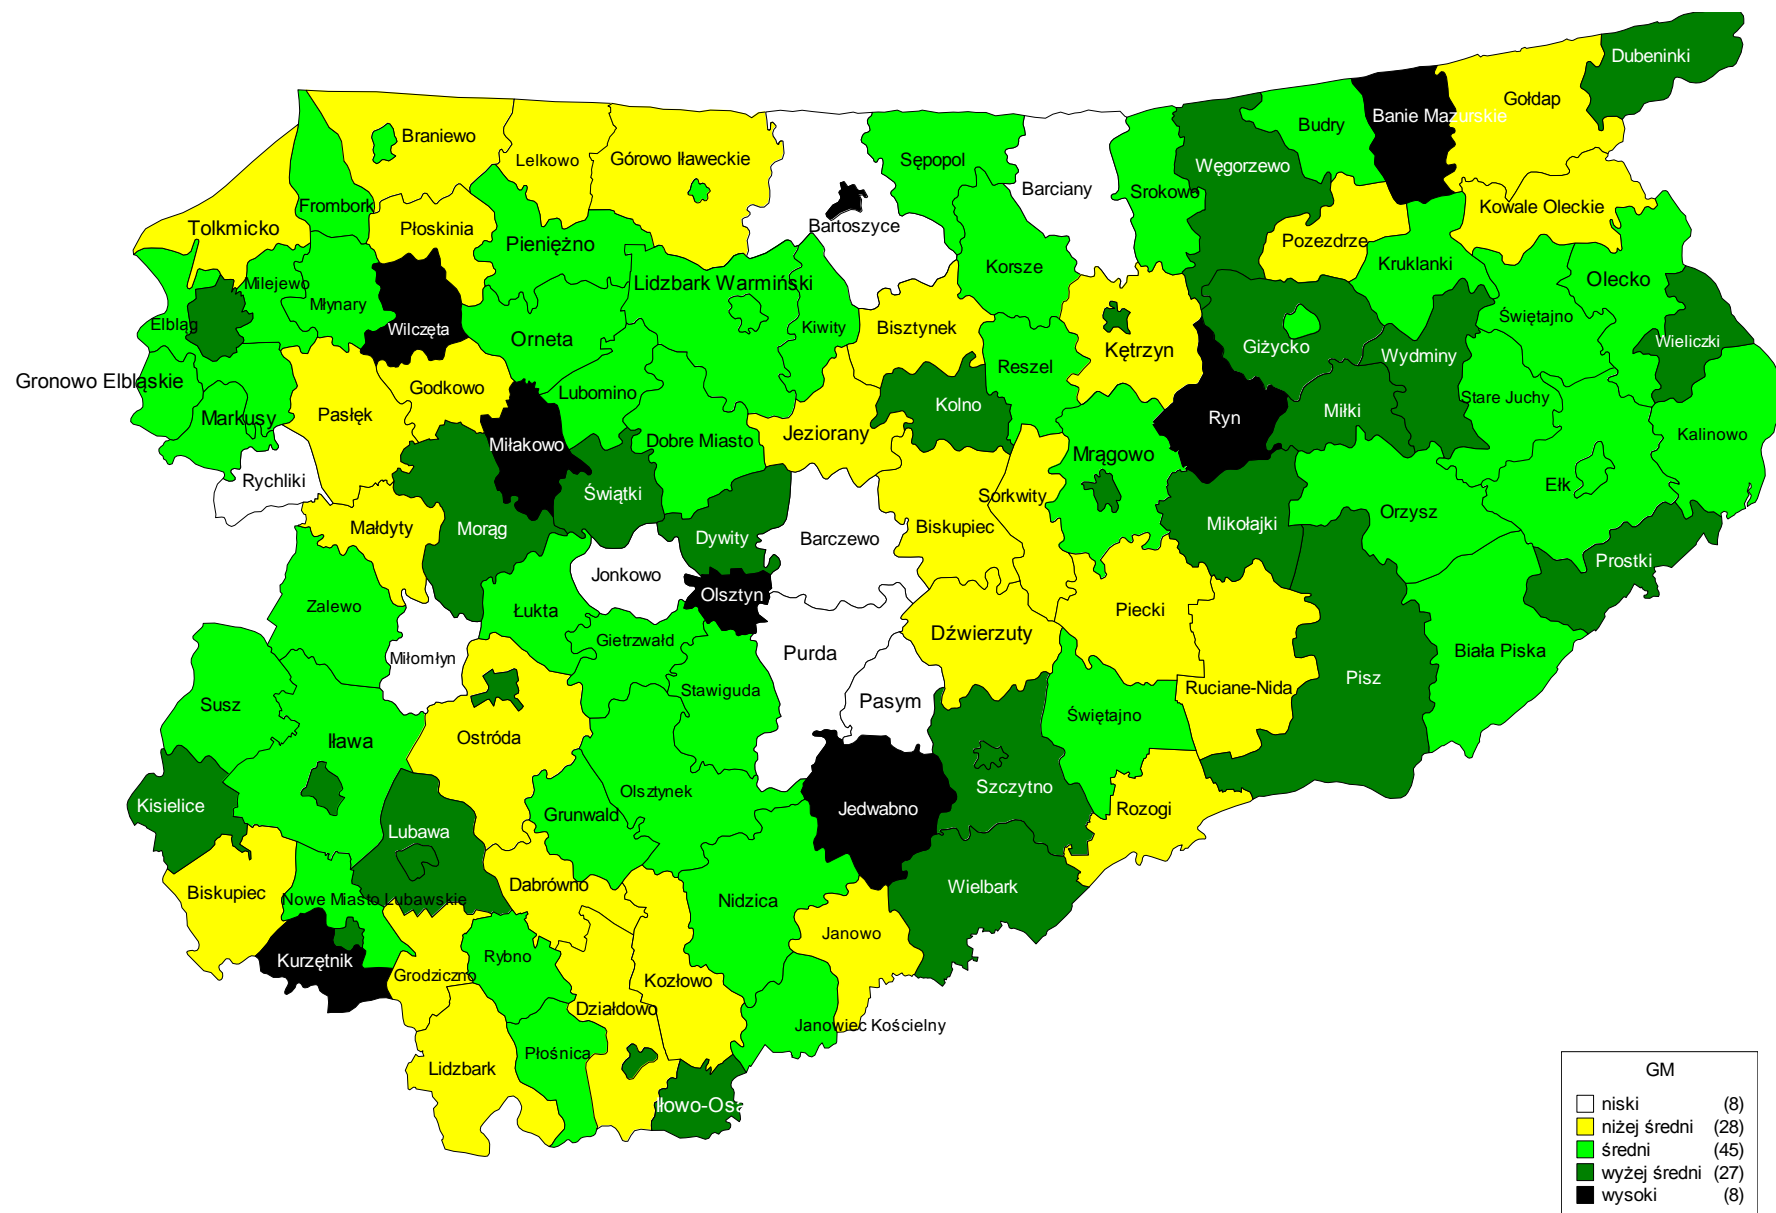 Dubeninki
Gołdap
Banie Mazurskie
Budry
Braniewo
Lelkowo
Górowo Iławeckie
Sępopol
Węgorzewo
Barciany
Srokowo
Frombork
Kowale Oleckie
Tolkmicko
Płoskinia
Bartoszyce
Pieniężno
Pozezdrze
Korsze
Kruklanki
Olecko
Milejewo
Lidzbark Warmiński
Młynary
Świętajno
Elbląg
Wilczęta
Kiwity
Bisztynek
Orneta
Kętrzyn
Giżycko
Wydminy
Wieliczki
Reszel
Gronowo Elbląskie
Godkowo
Lubomino
Stare Juchy
Kolno
Miłki
Pasłęk
Markusy
Ryn
Jeziorany
Kalinowo
Miłakowo
Dobre Miasto
Mrągowo
Rychliki
Świątki
Sorkwity
Ełk
Orzysz
Małdyty
Morąg
Biskupiec
Mikołajki
Dywity
Barczewo
Prostki
Jonkowo
Olsztyn
Zalewo
Łukta
Piecki
Gietrzwałd
Dźwierzuty
Purda
Biała Piska
Miłomłyn
Pisz
Ruciane-Nida
Stawiguda
Pasym
Susz
Świętajno
Iława
Ostróda
Szczytno
Olsztynek
Kisielice
Jedwabno
Rozogi
Grunwald
Lubawa
Dabrówno
Wielbark
Biskupiec
Nowe Miasto Lubawskie
Nidzica
Janowo
Rybno
Kurzętnik
Grodziczno
Kozłowo
Działdowo
Janowiec Kościelny
Płośnica
Lidzbark
łowo-Osa
GM
niski (8)
niżej średni (28)
średni (45)
wyżej średni (27)
wysoki (8)